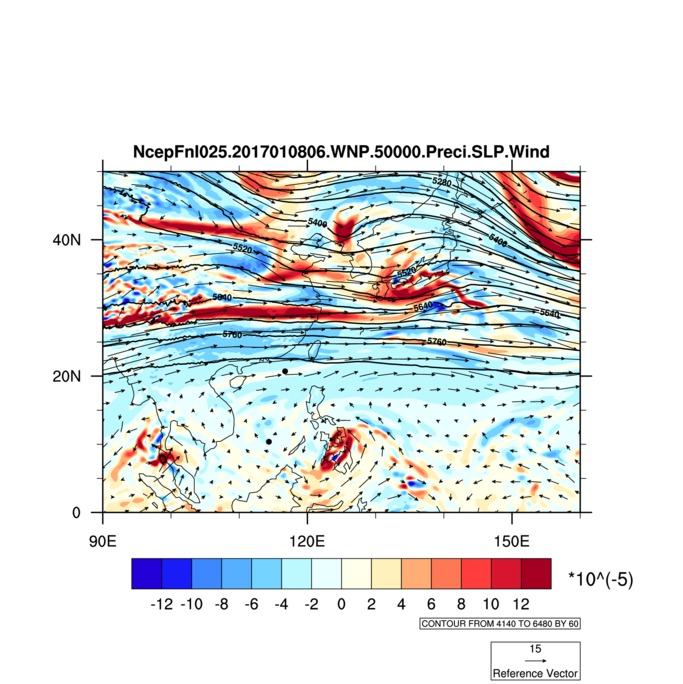 NcepFnl025.2017010806.WNP.50000.Preci.SLP.Wind
5280
5400
5400
40N
5520
5520
5640
5640
5640
5760
5760
20N
0
90E 120E 150E
*10^(-5)
-12 -10 -8 -6 -4 -2 0 2 4 6 8 10 12
CONTOUR FROM 4140 TO 6480 BY 60
15
Reference Vector